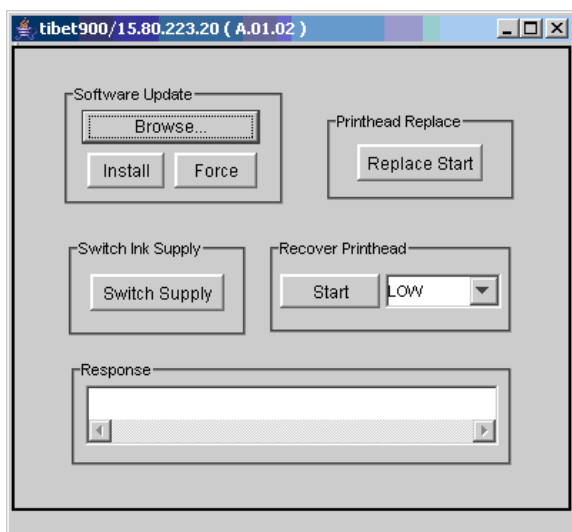 tibet900/15.80.223.20 ( A.01.02 )
Software Update
Browse...
Install Force
Printhead Replace
Replace Start
Switch Ink Supply
Switch Supply
Recover Printhead
Start LOW
Response